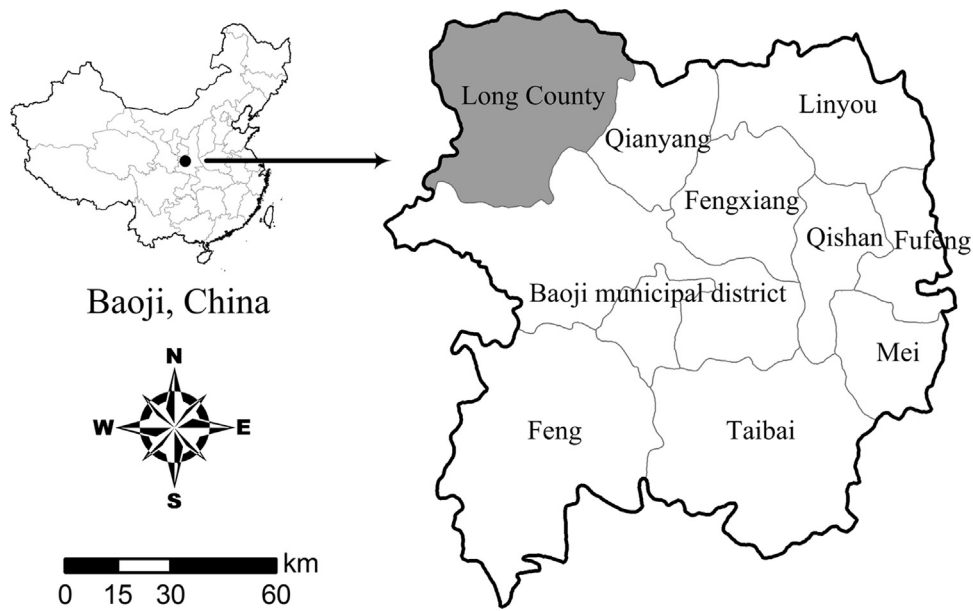 Long County
Linyou
Qianyang
Fengxiang
Qishan
Fufeng
Baoji municipal district
Mei
Feng
Taibai
Baoji, China
N
W
E
S
km
0 15 30 60